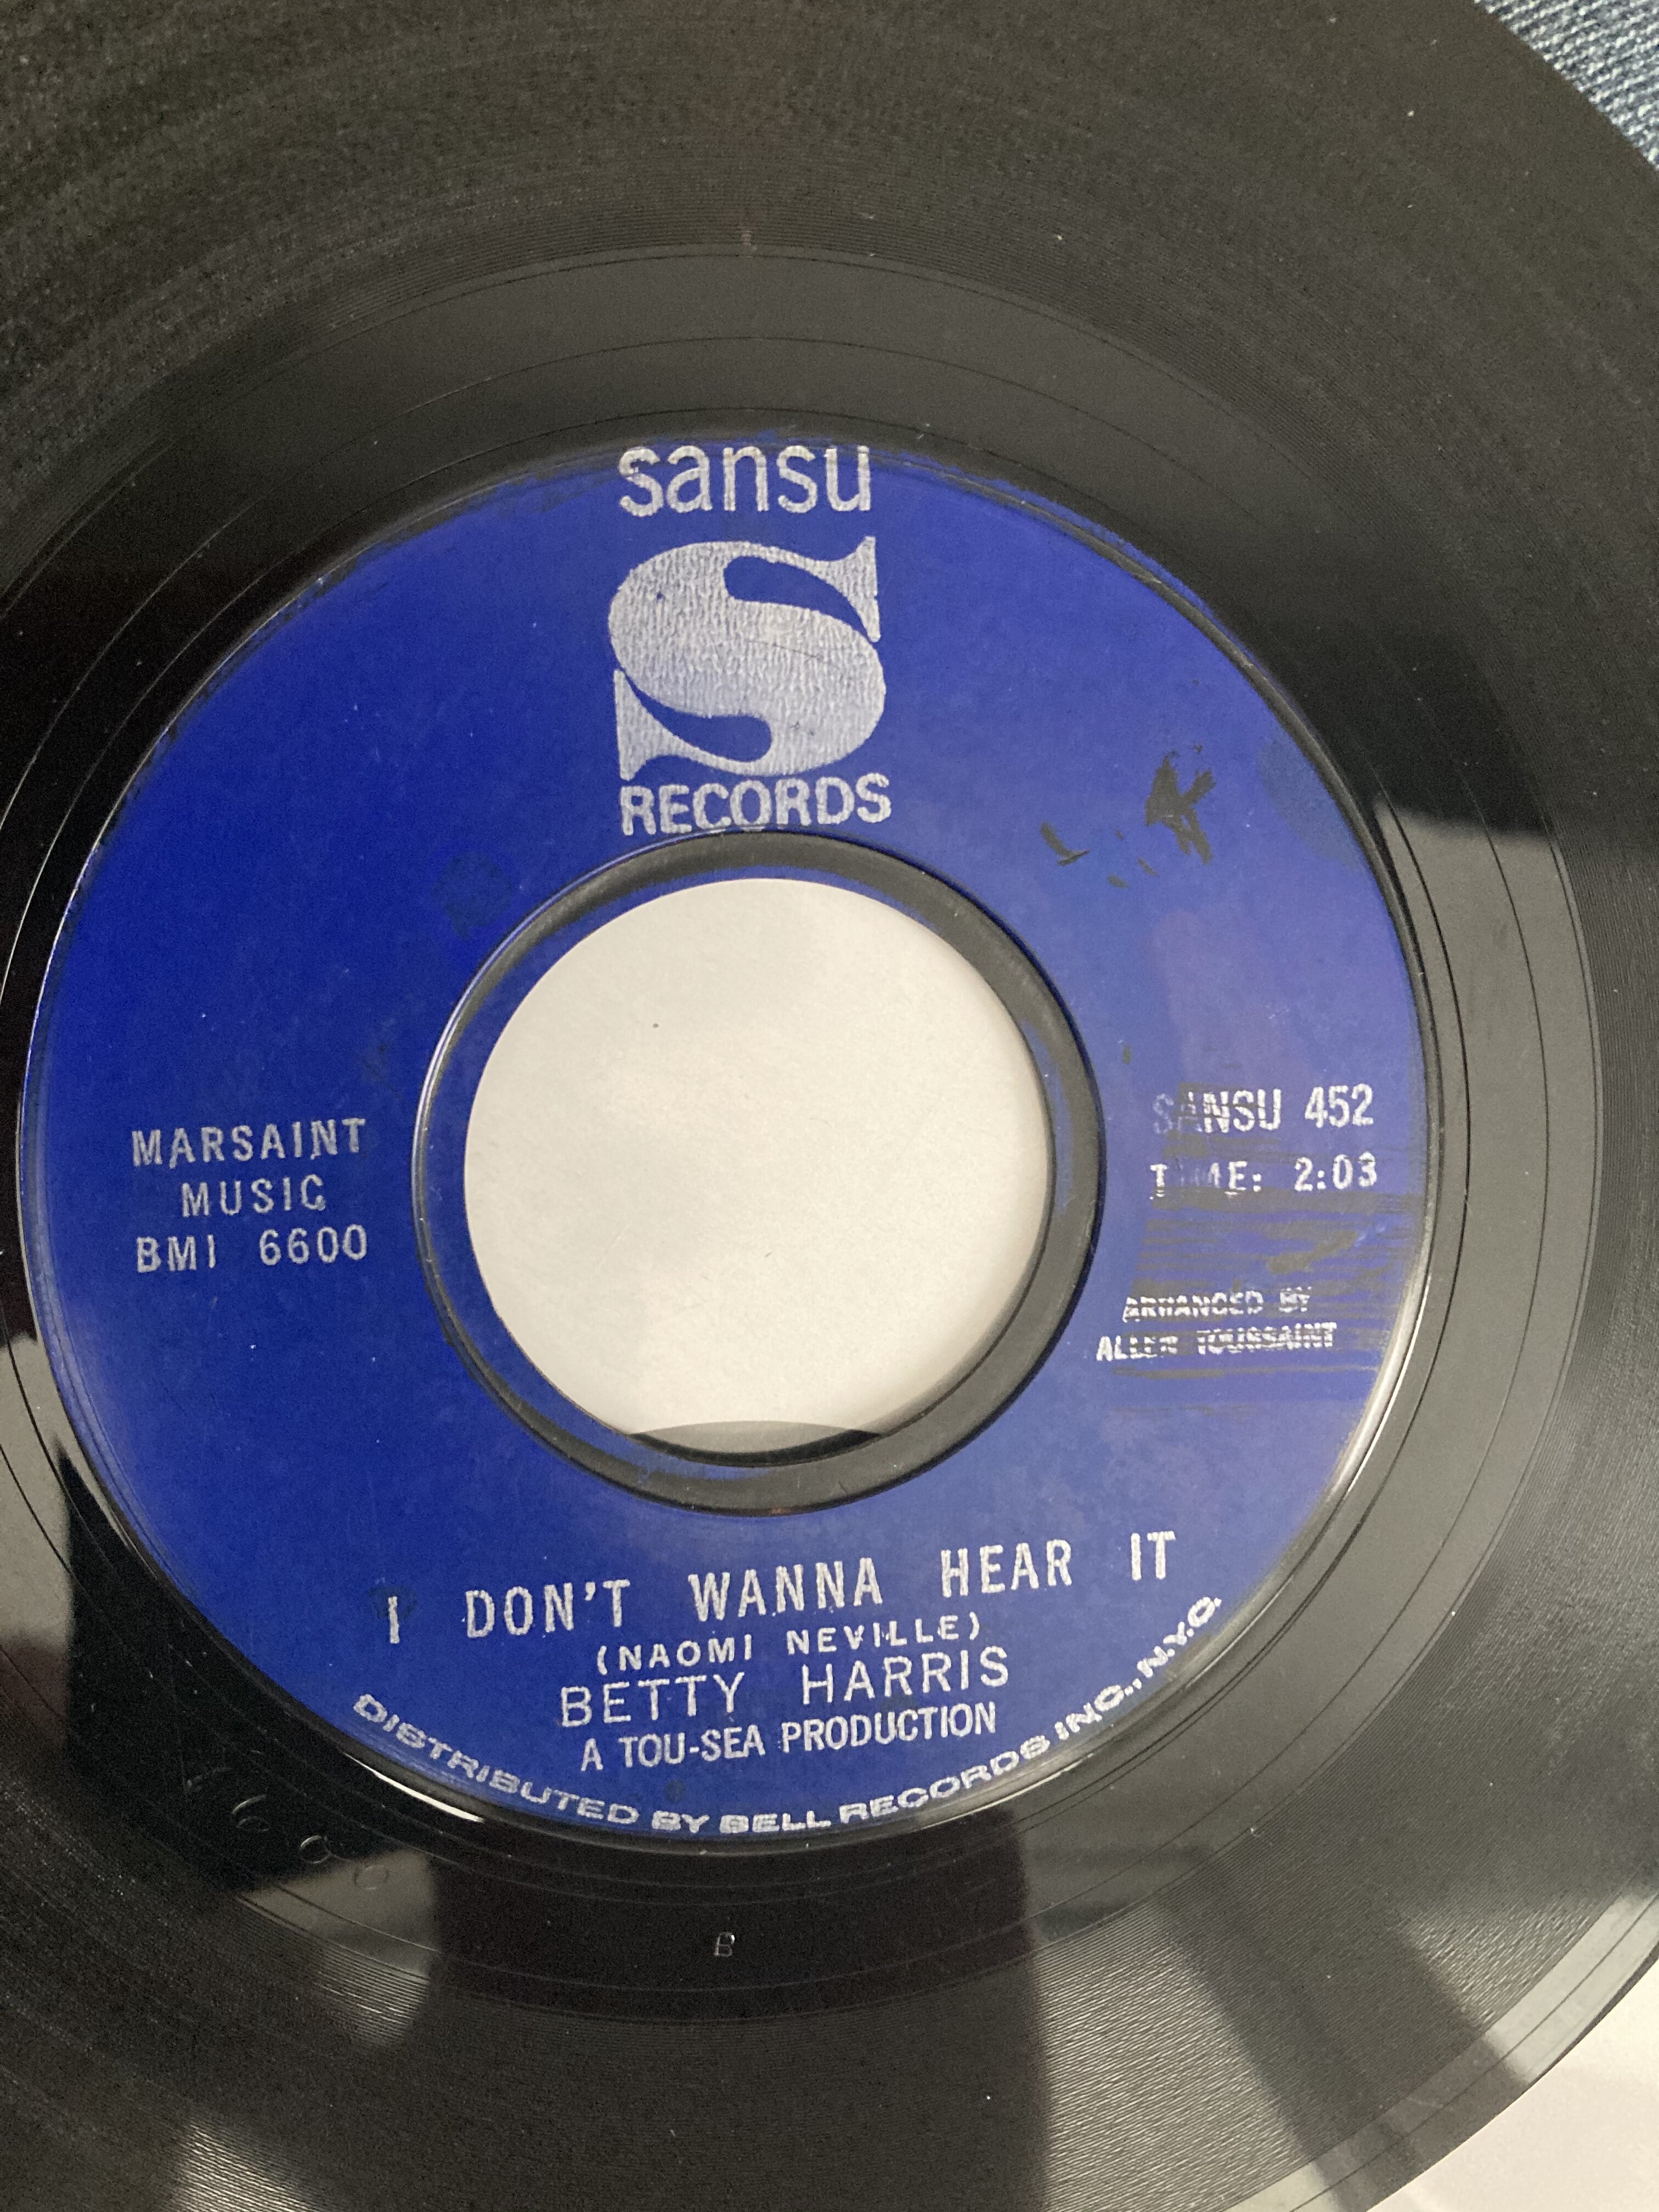 sansu
S
RECORDS
MARSAINT
MUSIC
BMI 6600
SANSU 452
TIME: 2:03
ARRANGED BY
ALLEN TOUSSAINT
I DON'T WANNA HEAR IT
(NAOMI NEVILLE)
BETTY HARRIS
A TOU-SEA PRODUCTION
DISTRIBUTED BY BELL RECORDS INC., N.Y.C.
B